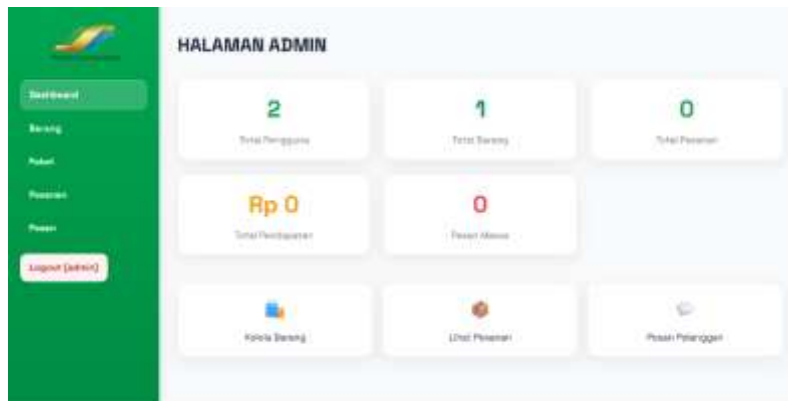 HALAMAN ADMIN
Dashboard
Barang
Paket
Pesanan
Pesan
Logout (admin)
2
Total Pengguna
1
Total Barang
0
Total Pesanan
Rp 0
Total Pendapatan
0
Pesan Masuk
Kelola Barang
Lihat Pesanan
Pesan Pelanggan